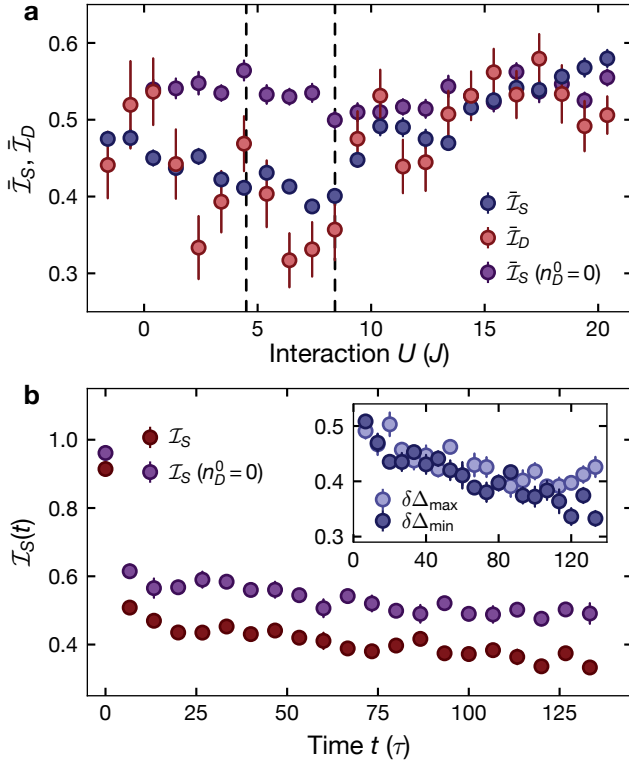 a
0.6
0.5
0.4
0.3
Ī_S, Ī_D
Ī_S
Ī_D
Ī_S (n_D^0 = 0)
0 5 10 15 20
Interaction U (J)
b
1.0
0.8
0.6
0.4
I_S(t)
I_S
I_S (n_D^0 = 0)
0.5
0.4
0.3
δΔ_max
δΔ_min
0 40 80 120
0 25 50 75 100 125
Time t (τ)